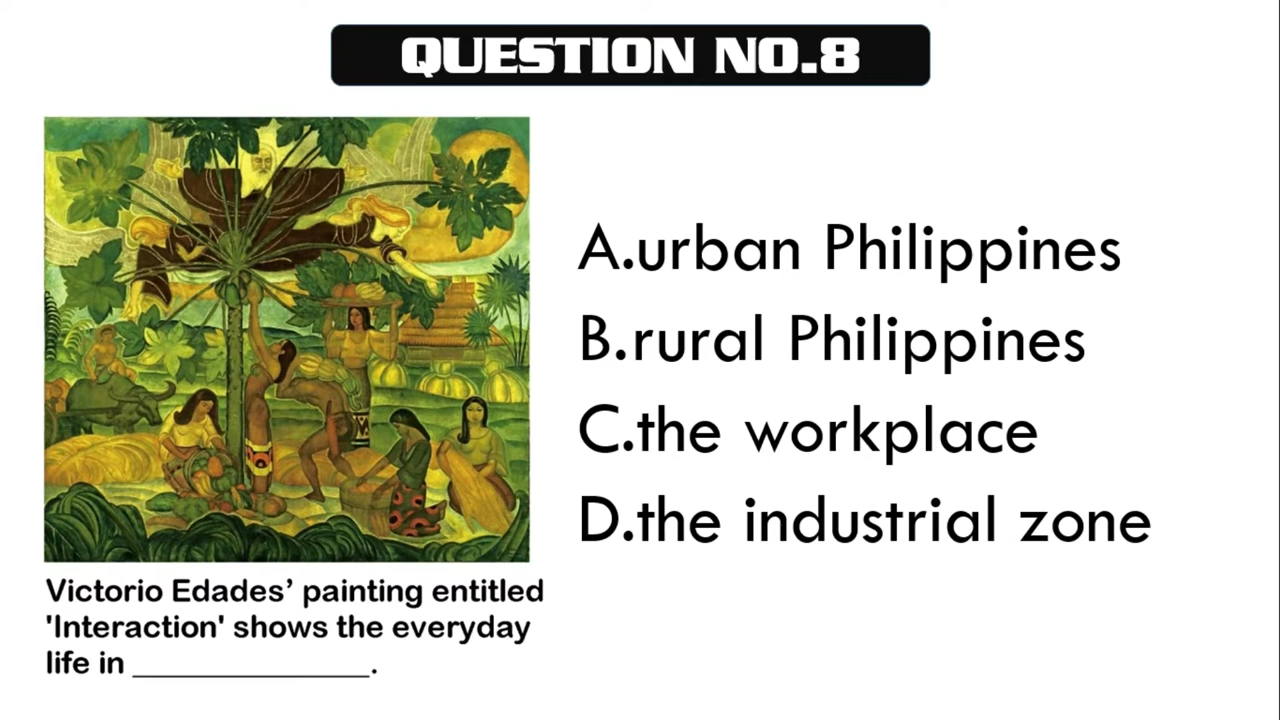 QUESTION NO.8
A.urban Philippines
B.rural Philippines
C.the workplace
D.the industrial zone
Victorio Edades’ painting entitled
'Interaction' shows the everyday
life in _______________.